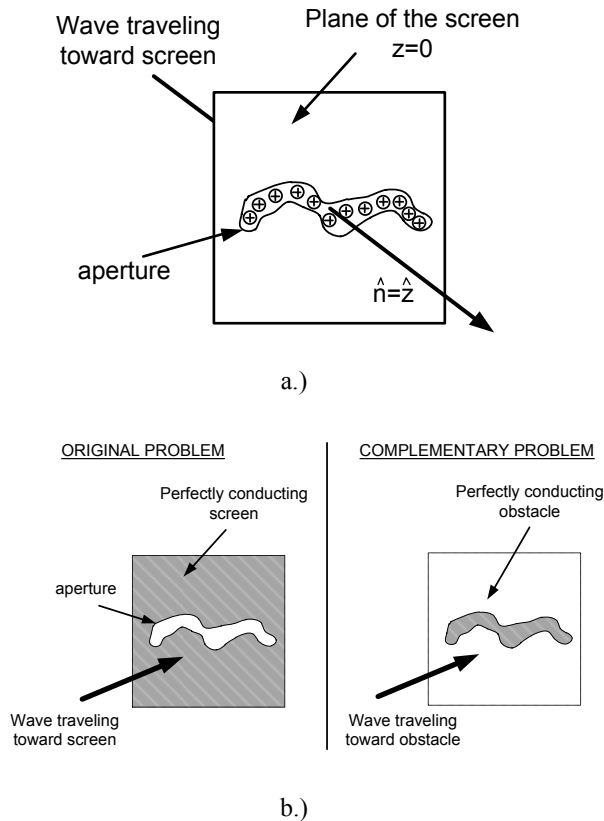 Wave traveling
toward screen
Plane of the screen
z=0
aperture
n̂=ẑ
a.)
ORIGINAL PROBLEM
COMPLEMENTARY PROBLEM
Perfectly conducting
screen
aperture
Wave traveling
toward screen
Perfectly conducting
obstacle
Wave traveling
toward obstacle
b.)